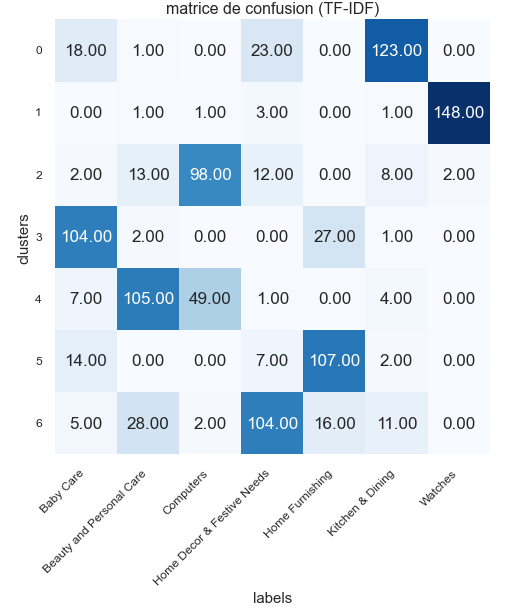 matrice de confusion (TF-IDF)
0 18.00 1.00 0.00 23.00 0.00 123.00 0.00
1 0.00 1.00 1.00 3.00 0.00 1.00 148.00
2 2.00 13.00 98.00 12.00 0.00 8.00 2.00
3 104.00 2.00 0.00 0.00 27.00 1.00 0.00
4 7.00 105.00 49.00 1.00 0.00 4.00 0.00
5 14.00 0.00 0.00 7.00 107.00 2.00 0.00
6 5.00 28.00 2.00 104.00 16.00 11.00 0.00
clusters
Baby Care
Beauty and Personal Care
Computers
Home Decor & Festive Needs
Home Furnishing
Kitchen & Dining
Watches
labels